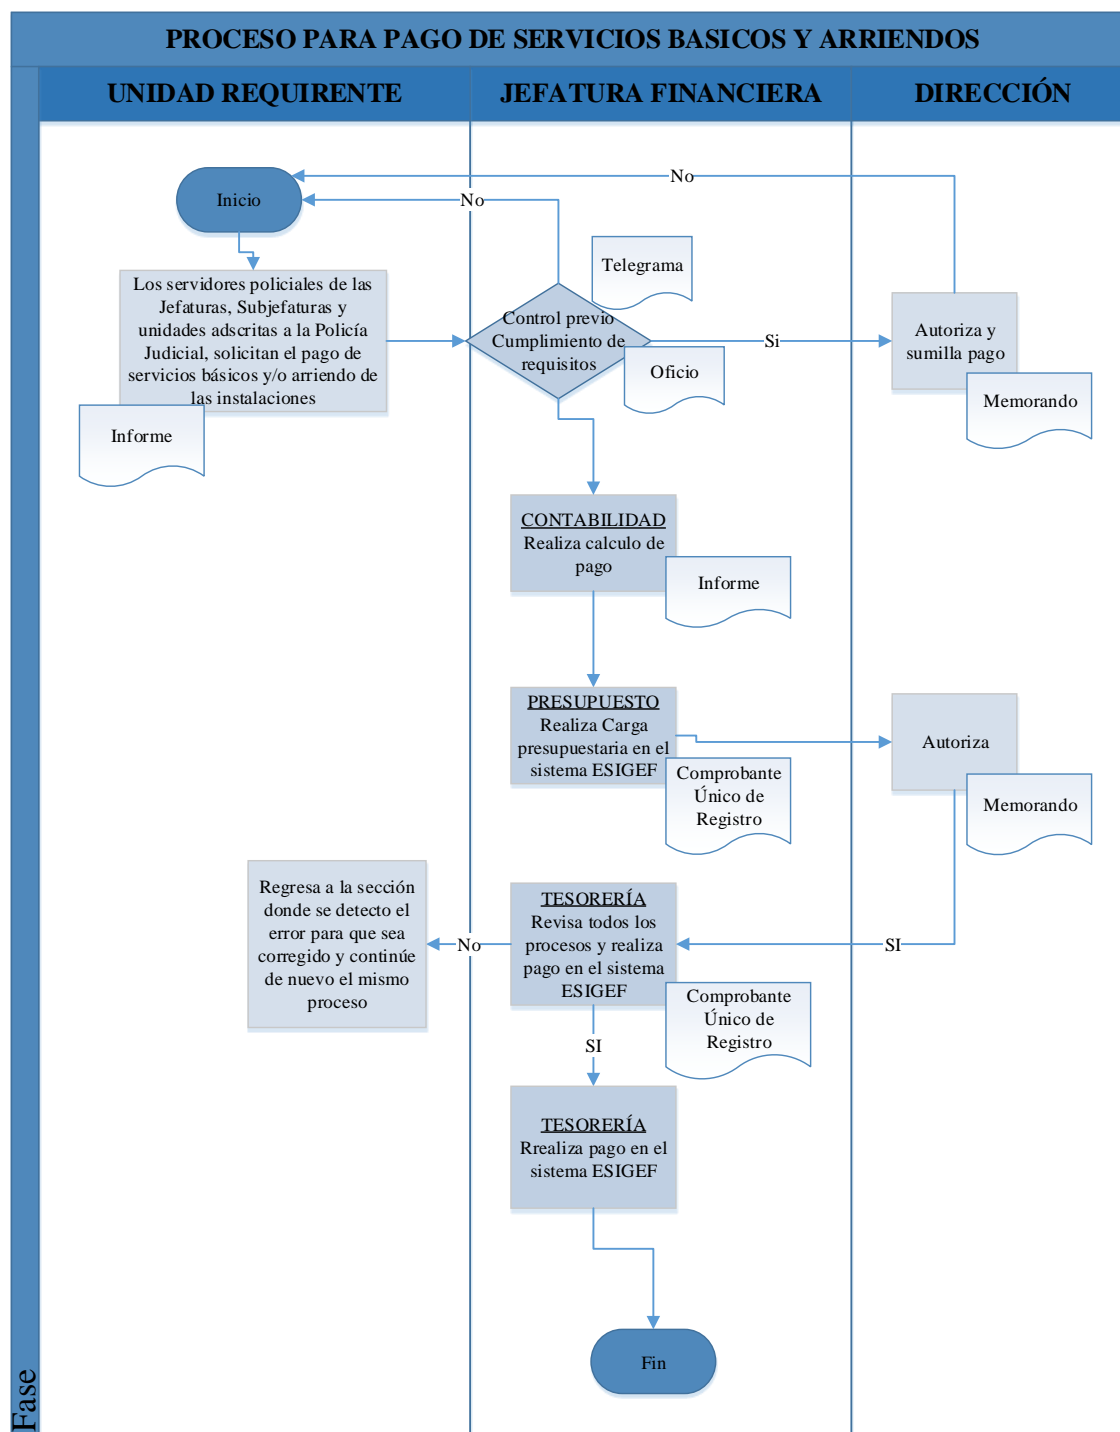 PROCESO PARA PAGO DE SERVICIOS BASICOS Y ARRIENDOS
UNIDAD REQUIRENTE
JEFATURA FINANCIERA
DIRECCIÓN
Fase
Inicio
No
No
Los servidores policiales de las
Jefaturas, Subjefaturas y
unidades adscritas a la Policía
Judicial, solicitan el pago de
servicios básicos y/o arriendo de
las instalaciones
Informe
Telegrama
Control previo
Cumplimiento de
requisitos
Oficio
Si
Autoriza y
sumilla pago
Memorando
CONTABILIDAD
Realiza calculo de
pago
Informe
PRESUPUESTO
Realiza Carga
presupuestaria en el
sistema ESIGEF
Comprobante
Único de
Registro
Autoriza
Memorando
SI
TESORERÍA
Revisa todos los
procesos y realiza
pago en el sistema
ESIGEF
Comprobante
Único de
Registro
No
Regresa a la sección
donde se detecto el
error para que sea
corregido y continúe
de nuevo el mismo
proceso
SI
TESORERÍA
Rrealiza pago en el
sistema ESIGEF
Fin